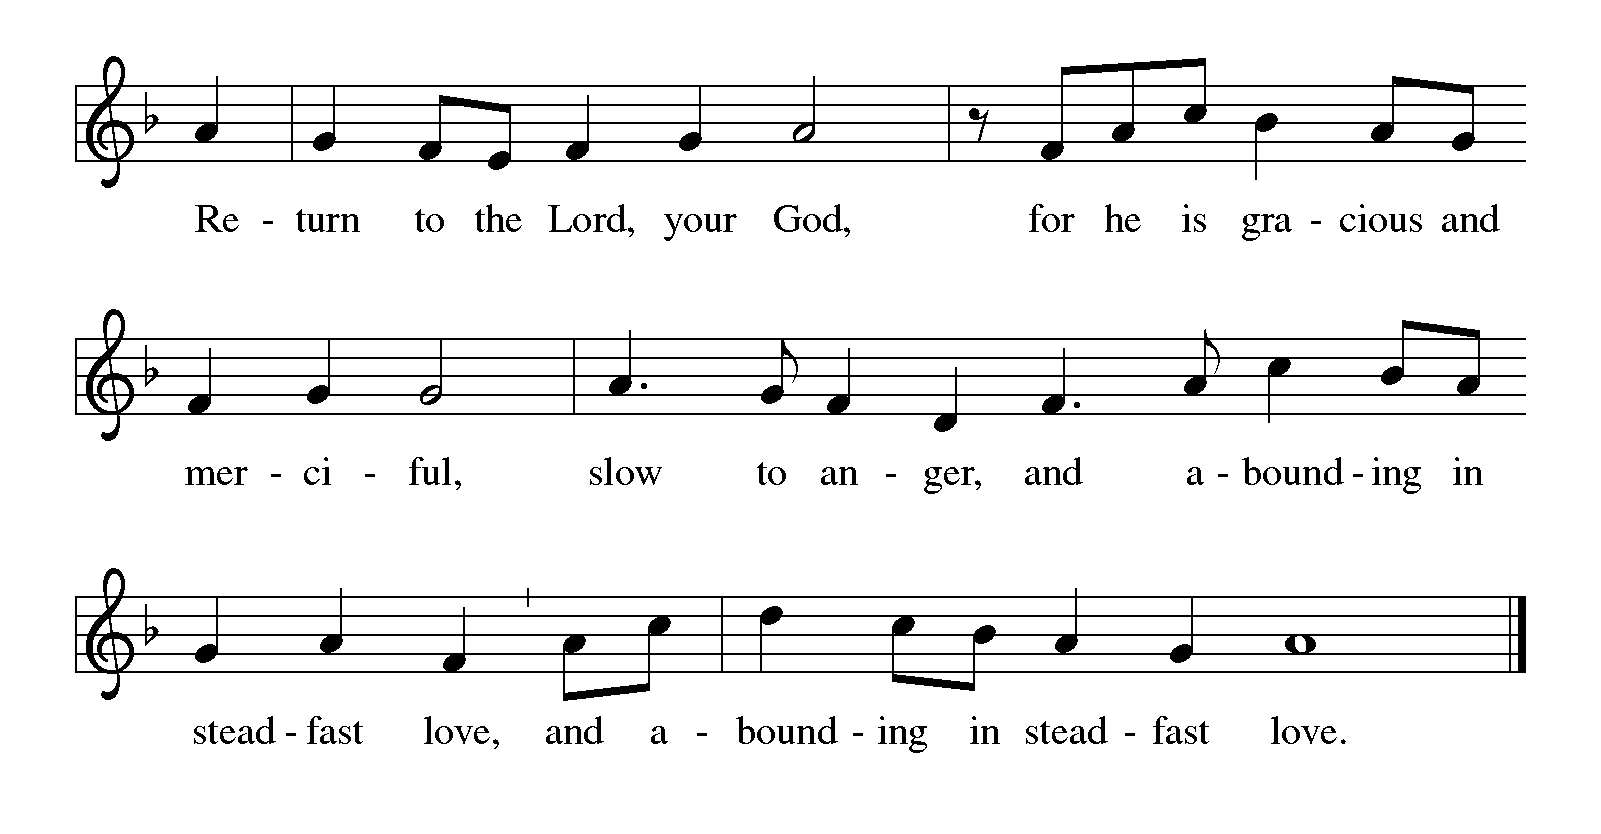 Re - turn to the Lord, your God, for he is gra - cious and
mer - ci - ful, slow to an - ger, and a - bound - ing in
stead - fast love, and a - bound - ing in stead - fast love.